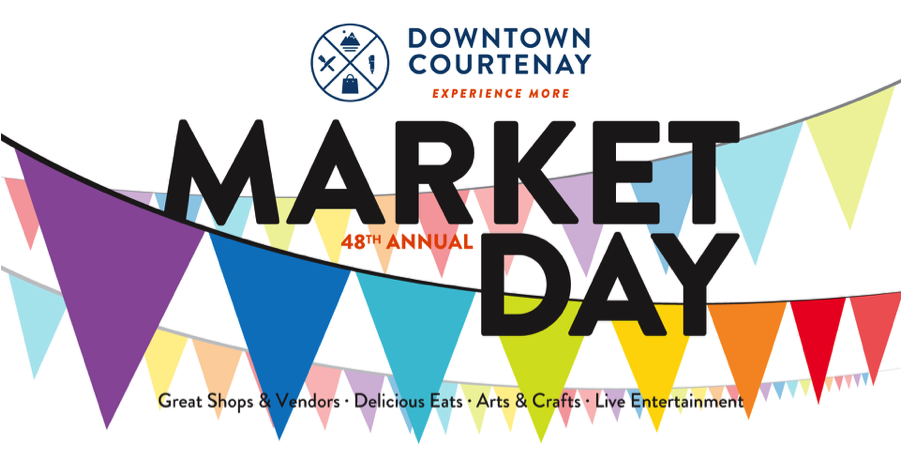 DOWNTOWN
COURTENAY
EXPERIENCE MORE
MARKET
48TH ANNUAL
DAY
Great Shops & Vendors · Delicious Eats · Arts & Crafts · Live Entertainment